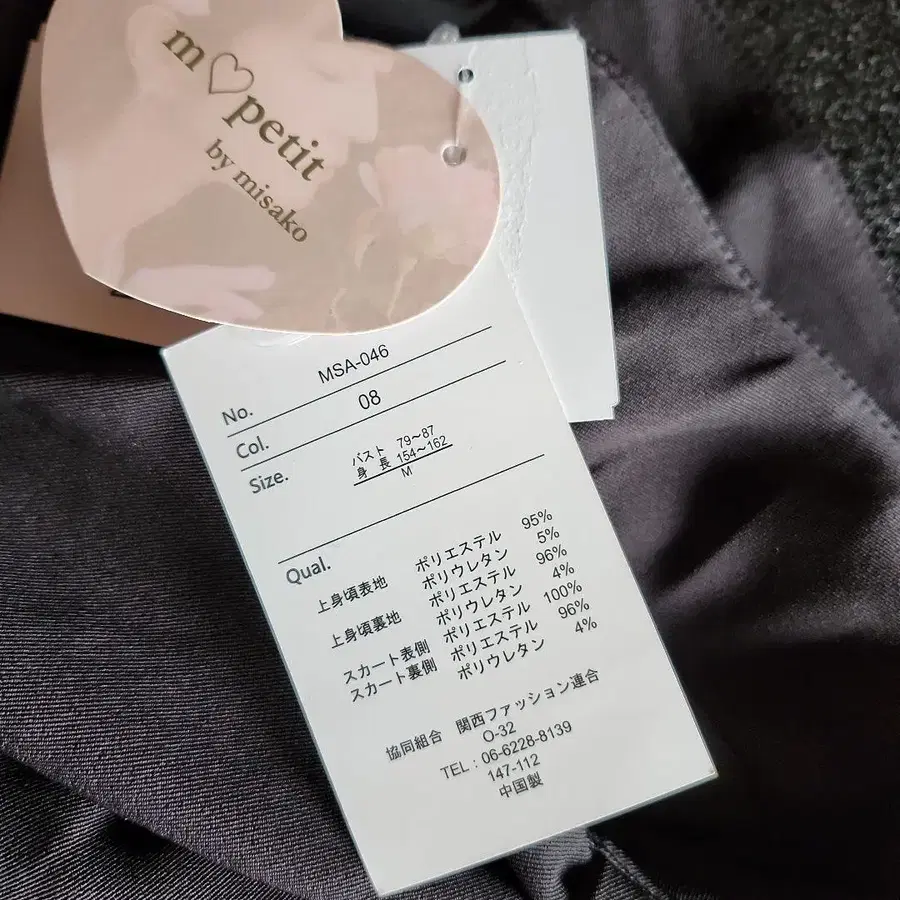 m♡petit
by misako
No. MSA-046
Col. 08
Size. バスト 79～87
身 長 154～162
M
Qual.
上身頃表地 ポリエステル 95%
ポリウレタン 5%
上身頃裏地 ポリエステル 96%
ポリウレタン 4%
スカート表側 ポリエステル 100%
スカート裏側 ポリエステル 96%
ポリウレタン 4%
協同組合 関西ファッション連合
O-32
TEL：06-6228-8139
147-112
中国製